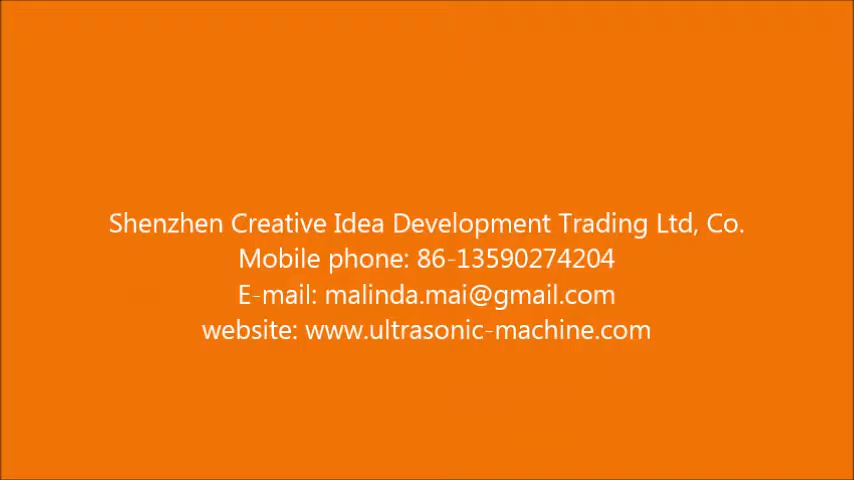 Shenzhen Creative Idea Development Trading Ltd, Co.
Mobile phone: 86-13590274204
E-mail: malinda.mai@gmail.com
website: www.ultrasonic-machine.com